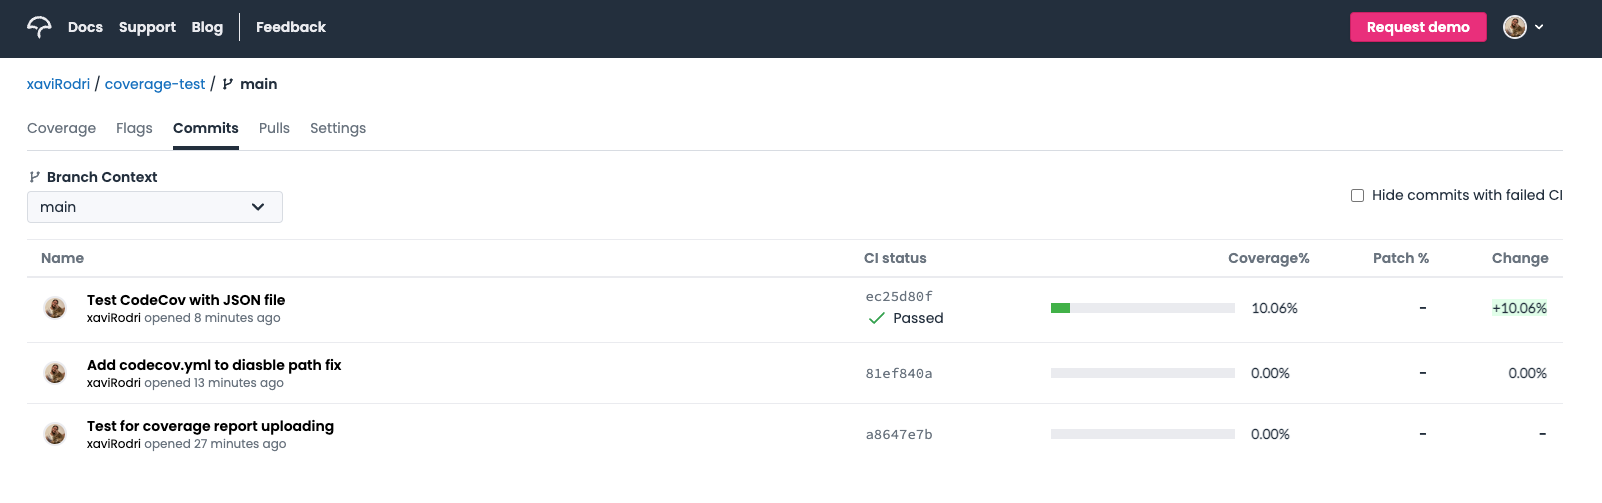 Docs Support Blog Feedback Request demo
xaviRodri / coverage-test / main
Coverage Flags Commits Pulls Settings
Branch Context
main
Hide commits with failed CI
Name CI status Coverage% Patch % Change
Test CodeCov with JSON file
xaviRodri opened 8 minutes ago
ec25d80f
Passed
10.06% - +10.06%
Add codecov.yml to diasble path fix
xaviRodri opened 13 minutes ago
81ef840a 0.00% - 0.00%
Test for coverage report uploading
xaviRodri opened 27 minutes ago
a8647e7b 0.00% - -